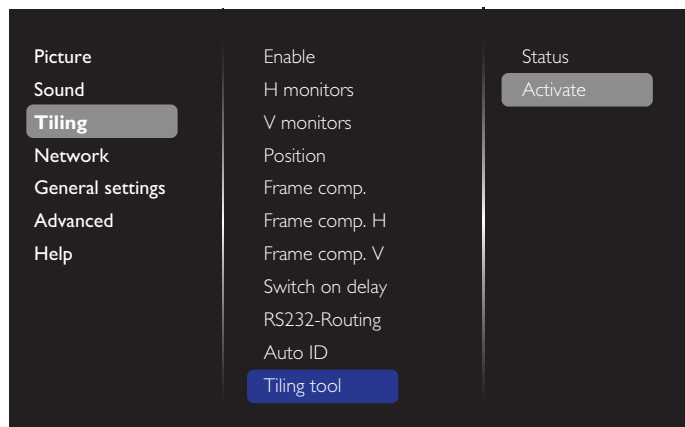 Picture
Sound
Tiling
Network
General settings
Advanced
Help
Enable
H monitors
V monitors
Position
Frame comp.
Frame comp. H
Frame comp. V
Switch on delay
RS232-Routing
Auto ID
Tiling tool
Status
Activate